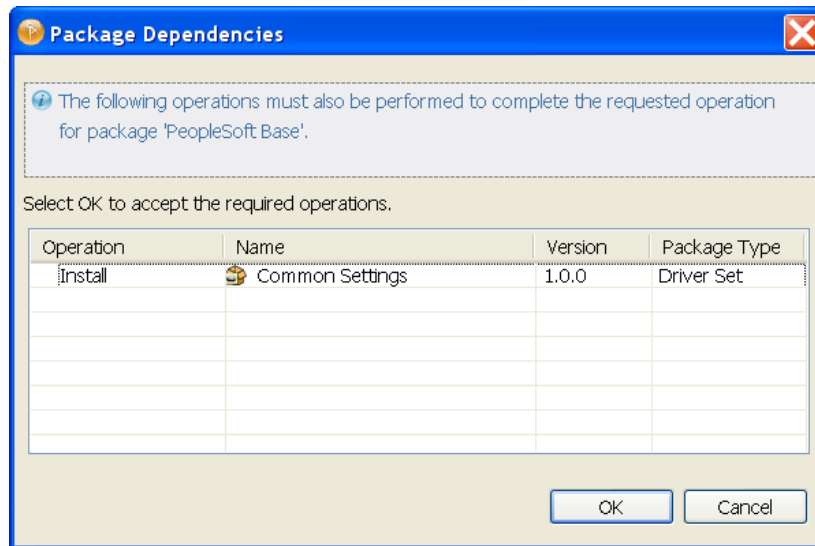 Package Dependencies
The following operations must also be performed to complete the requested operation
for package 'PeopleSoft Base'.
Select OK to accept the required operations.
Operation Name Version Package Type
Install Common Settings 1.0.0 Driver Set
OK Cancel